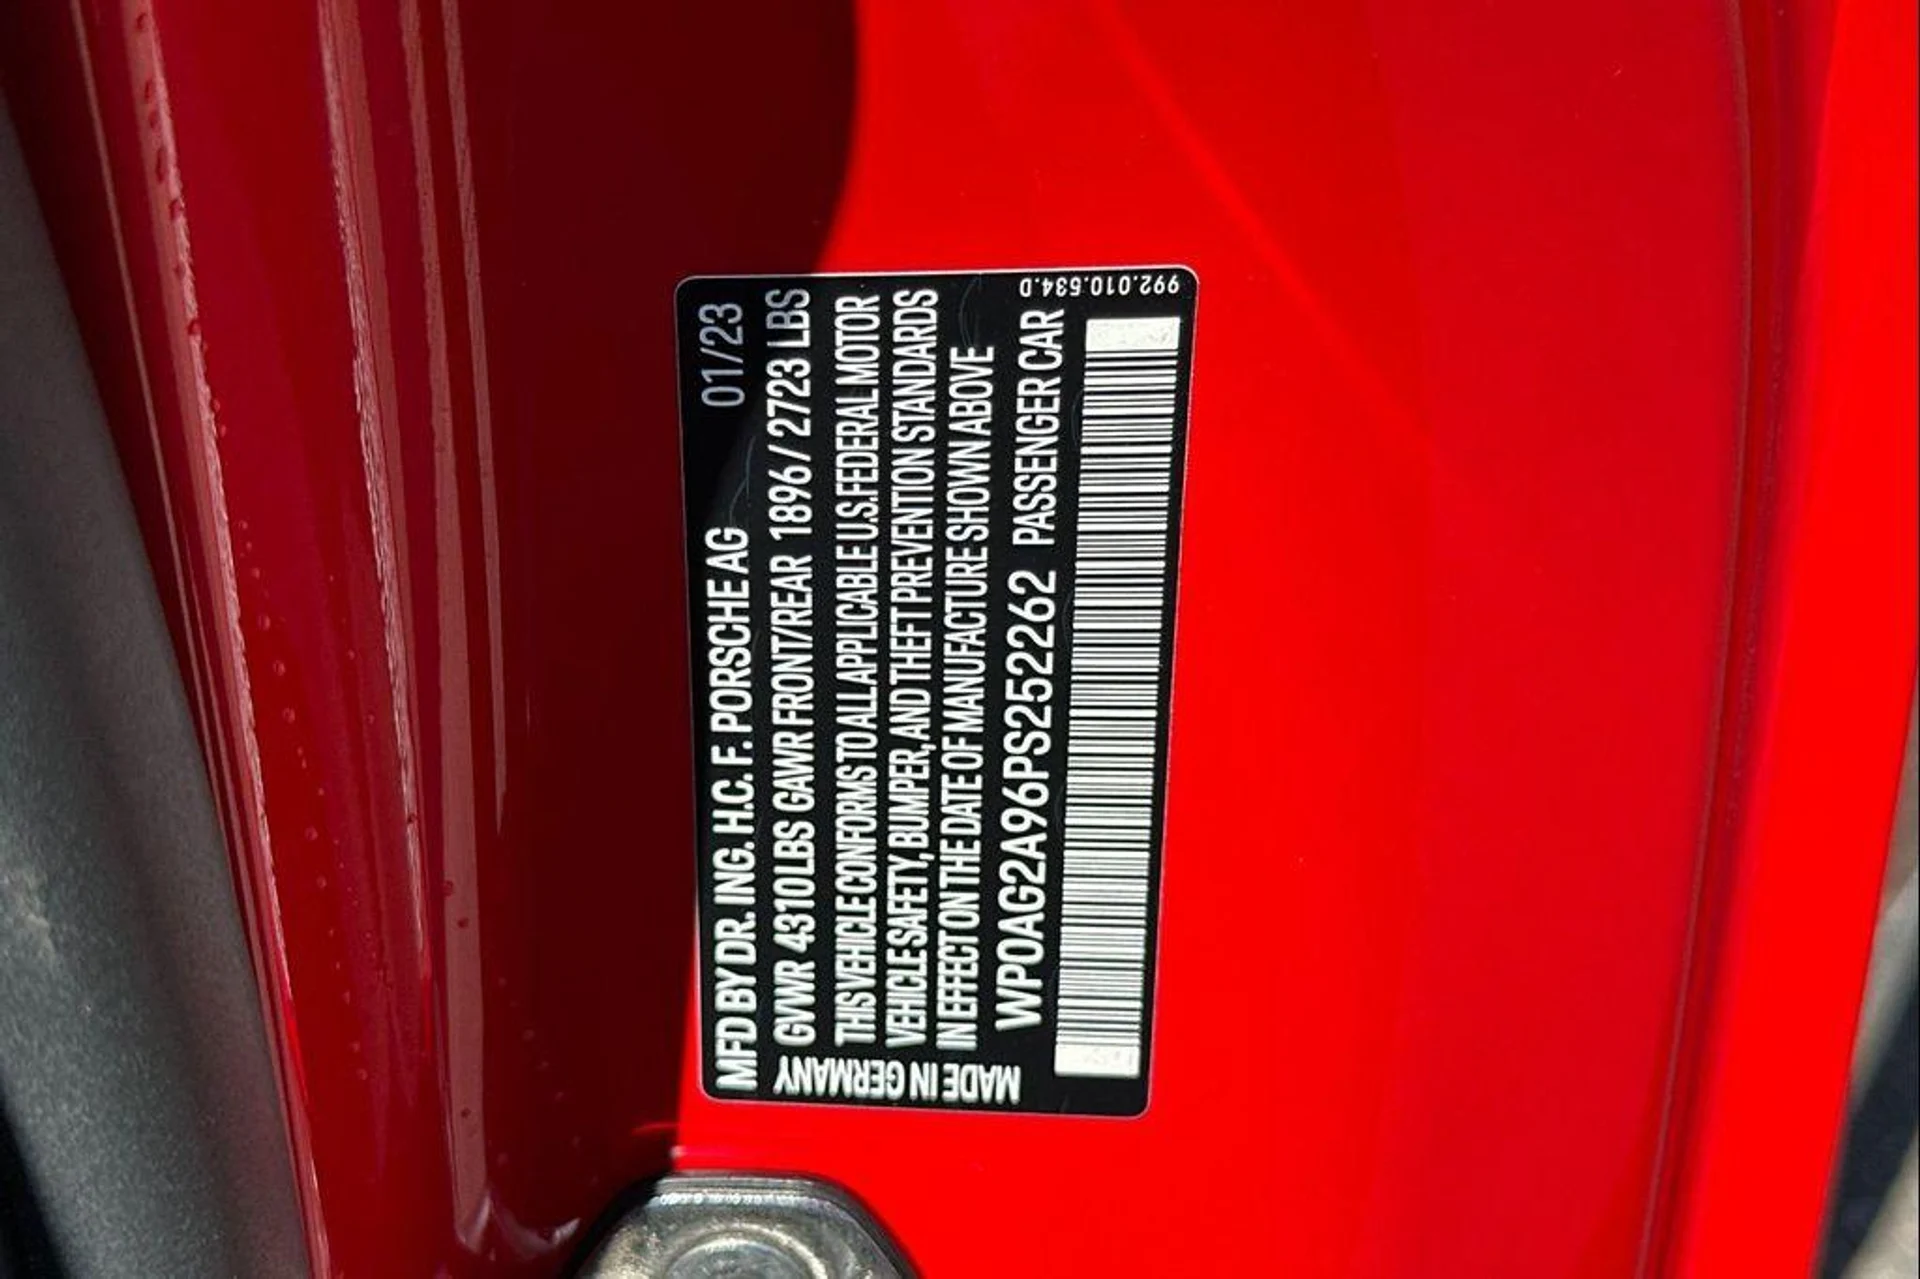 MFD BY DR. ING. H.C. F. PORSCHE AG 01/23
GVWR 4310LBS GAWR FRONT/REAR 1896/2723 LBS
THIS VEHICLE CONFORMS TO ALL APPLICABLE U.S. FEDERAL MOTOR
VEHICLE SAFETY, BUMPER, AND THEFT PREVENTION STANDARDS
IN EFFECT ON THE DATE OF MANUFACTURE SHOWN ABOVE
WP0AG2A96PS252262 PASSENGER CAR
MADE IN GERMANY
992.010.634.D